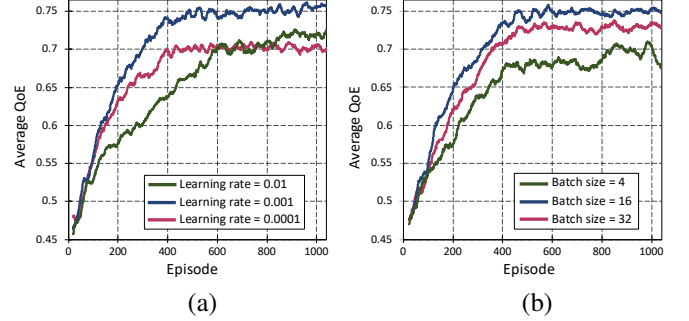 Average QoE
0.75
0.7
0.65
0.6
0.55
0.5
0.45
0
200
400
600
800
1000
Episode
Learning rate = 0.01
Learning rate = 0.001
Learning rate = 0.0001
(a)
Average QoE
0.75
0.7
0.65
0.6
0.55
0.5
0.45
0
200
400
600
800
1000
Episode
Batch size = 4
Batch size = 16
Batch size = 32
(b)